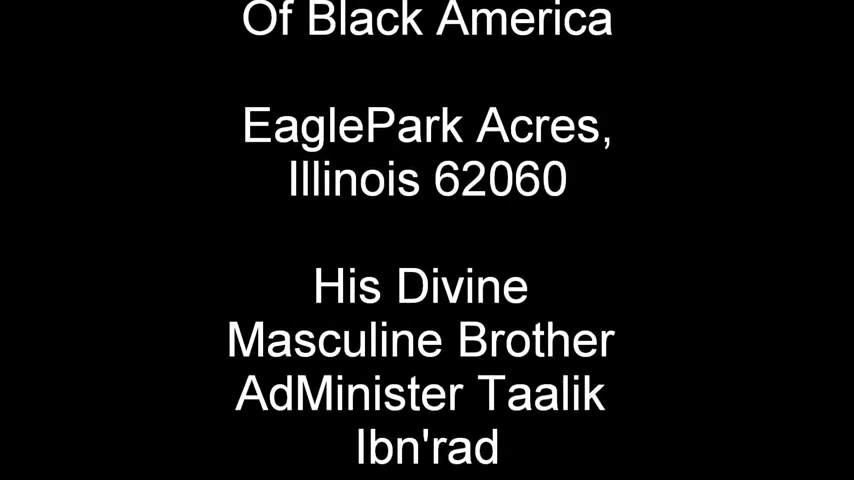 Of Black America
EaglePark Acres,
Illinois 62060
His Divine
Masculine Brother
AdMinister Taalik
Ibn'rad